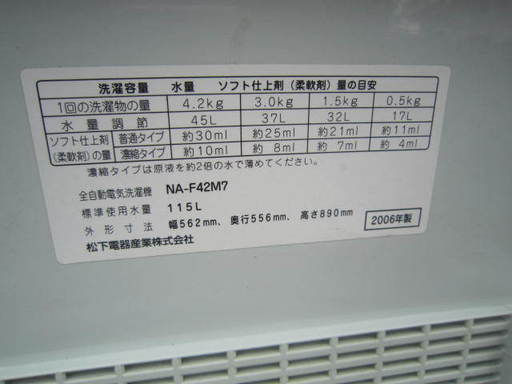 洗濯容量 水量 ソフト仕上剤(柔軟剤)量の目安
1回の洗濯物の量 4.2kg 3.0kg 1.5kg 0.5kg
水量調節 45L 37L 32L 17L
ソフト仕上剤 普通タイプ 約30ml 約25ml 約21ml 約11ml
(柔軟剤)の量 濃縮タイプ 約10ml 約8ml 約7ml 約4ml
濃縮タイプは原液を約2倍の水で薄めてください。
全自動電気洗濯機 NA-F42M7
標準使用水量 115L
外形寸法 幅562mm、奥行556mm、高さ890mm
松下電器産業株式会社 2006年製